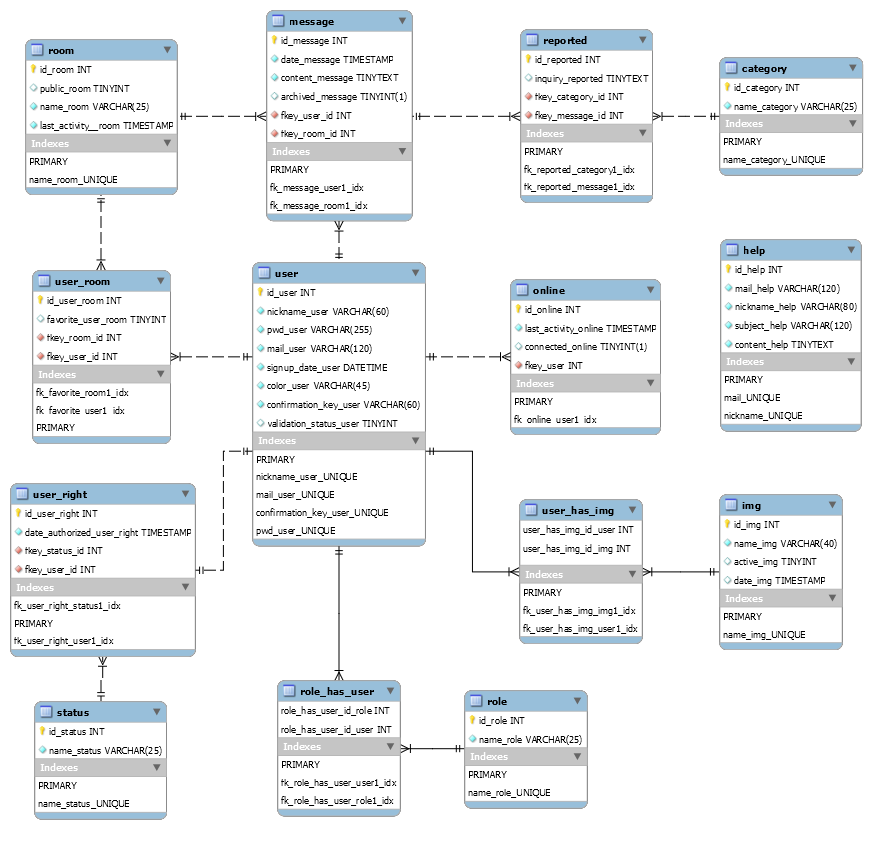 room
id_room INT
public_room TINYINT
name_room VARCHAR(25)
last_activity__room TIMESTAMP
Indexes
PRIMARY
name_room_UNIQUE
message
id_message INT
date_message TIMESTAMP
content_message TINYTEXT
archived_message TINYINT(1)
fkey_user_id INT
fkey_room_id INT
Indexes
PRIMARY
fk_message_user1_idx
fk_message_room1_idx
reported
id_reported INT
inquiry_reported TINYTEXT
fkey_category_id INT
fkey_message_id INT
Indexes
PRIMARY
fk_reported_category1_idx
fk_reported_message1_idx
category
id_category INT
name_category VARCHAR(25)
Indexes
PRIMARY
name_category_UNIQUE
user_room
id_user_room INT
favorite_user_room TINYINT
fkey_room_id INT
fkey_user_id INT
Indexes
fk_favorite_room1_idx
fk_favorite_user1_idx
PRIMARY
user
id_user INT
nickname_user VARCHAR(60)
pwd_user VARCHAR(255)
mail_user VARCHAR(120)
signup_date_user DATETIME
color_user VARCHAR(45)
confirmation_key_user VARCHAR(60)
validation_status_user TINYINT
Indexes
PRIMARY
nickname_user_UNIQUE
mail_user_UNIQUE
confirmation_key_user_UNIQUE
pwd_user_UNIQUE
online
id_online INT
last_activity_online TIMESTAMP
connected_online TINYINT(1)
fkey_user INT
Indexes
PRIMARY
fk_online_user1_idx
help
id_help INT
mail_help VARCHAR(120)
nickname_help VARCHAR(80)
subject_help VARCHAR(120)
content_help TINYTEXT
Indexes
PRIMARY
mail_UNIQUE
nickname_UNIQUE
user_right
id_user_right INT
date_authorized_user_right TIMESTAMP
fkey_status_id INT
fkey_user_id INT
Indexes
fk_user_right_status1_idx
PRIMARY
fk_user_right_user1_idx
user_has_img
user_has_img_id_user INT
user_has_img_id_img INT
Indexes
PRIMARY
fk_user_has_img_img1_idx
fk_user_has_img_user1_idx
img
id_img INT
name_img VARCHAR(40)
active_img TINYINT
date_img TIMESTAMP
Indexes
PRIMARY
name_img_UNIQUE
status
id_status INT
name_status VARCHAR(25)
Indexes
PRIMARY
name_status_UNIQUE
role_has_user
role_has_user_id_role INT
role_has_user_id_user INT
Indexes
PRIMARY
fk_role_has_user_user1_idx
fk_role_has_user_role1_idx
role
id_role INT
name_role VARCHAR(25)
Indexes
PRIMARY
name_role_UNIQUE